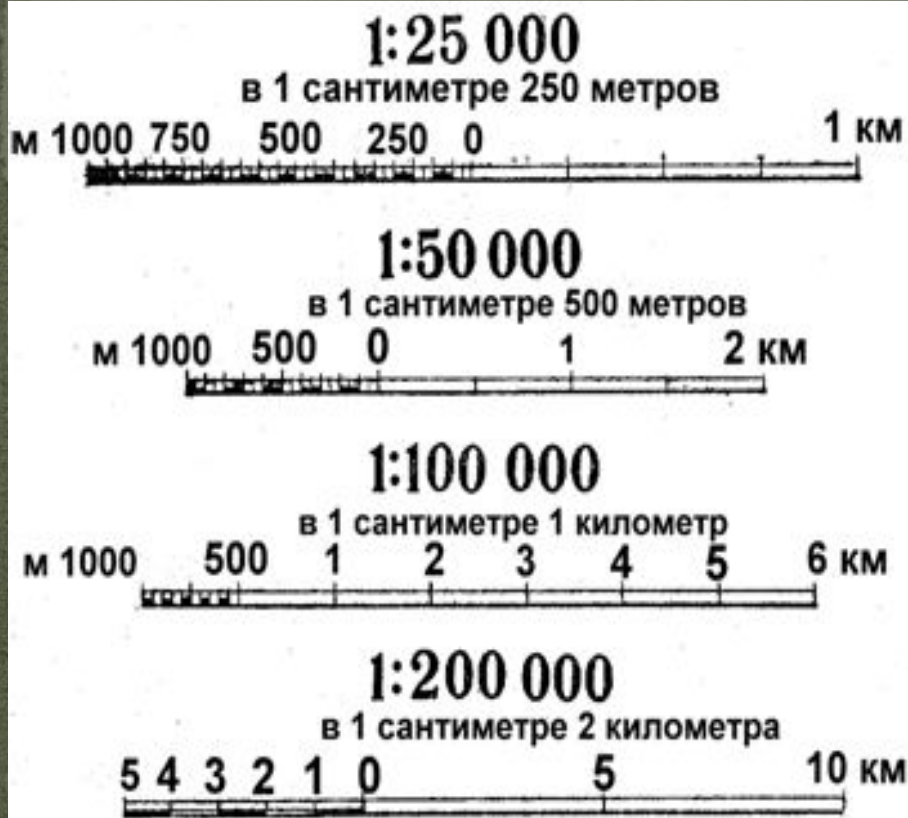 1:25 000
в 1 сантиметре 250 метров
м 1000 750 500 250 0 1 км
1:50 000
в 1 сантиметре 500 метров
м 1000 500 0 1 2 км
1:100 000
в 1 сантиметре 1 километр
м 1000 500 1 2 3 4 5 6 км
1:200 000
в 1 сантиметре 2 километра
5 4 3 2 1 0 5 10 км